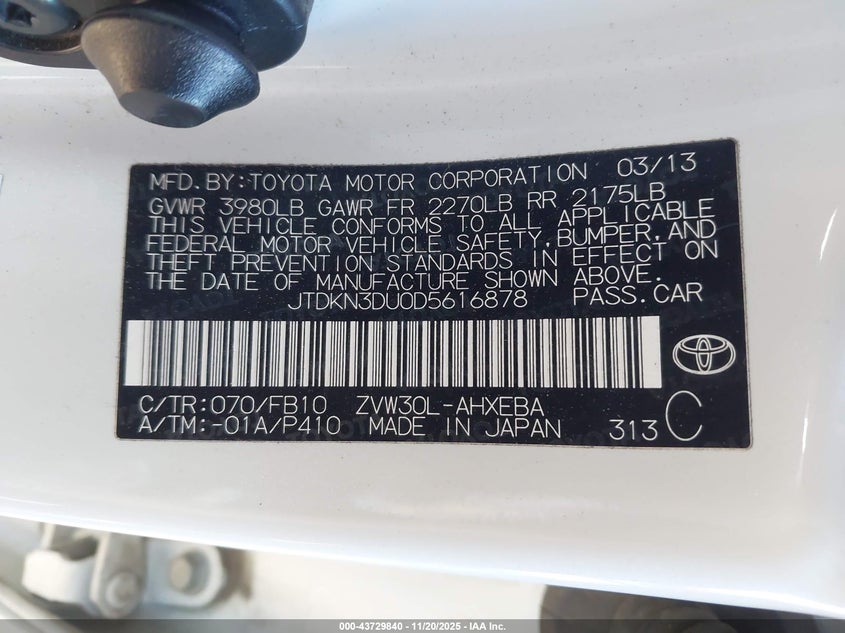 MFD.BY:TOYOTA MOTOR CORPORATION 03/13
GVWR 3980LB GAWR FR 2270LB RR 2175LB
THIS VEHICLE CONFORMS TO ALL APPLICABLE
FEDERAL MOTOR VEHICLE SAFETY,BUMPER,AND
THEFT PREVENTION STANDARDS IN EFFECT ON
THE DATE OF MANUFACTURE SHOWN ABOVE.
JTDKN3DU0D5616878 PASS.CAR
C/TR:070/FB10 ZVW30L-AHXEBA
A/TM:-01A/P410 MADE IN JAPAN 313 C
000-43729840 - 11/20/2025 - IAA Inc.